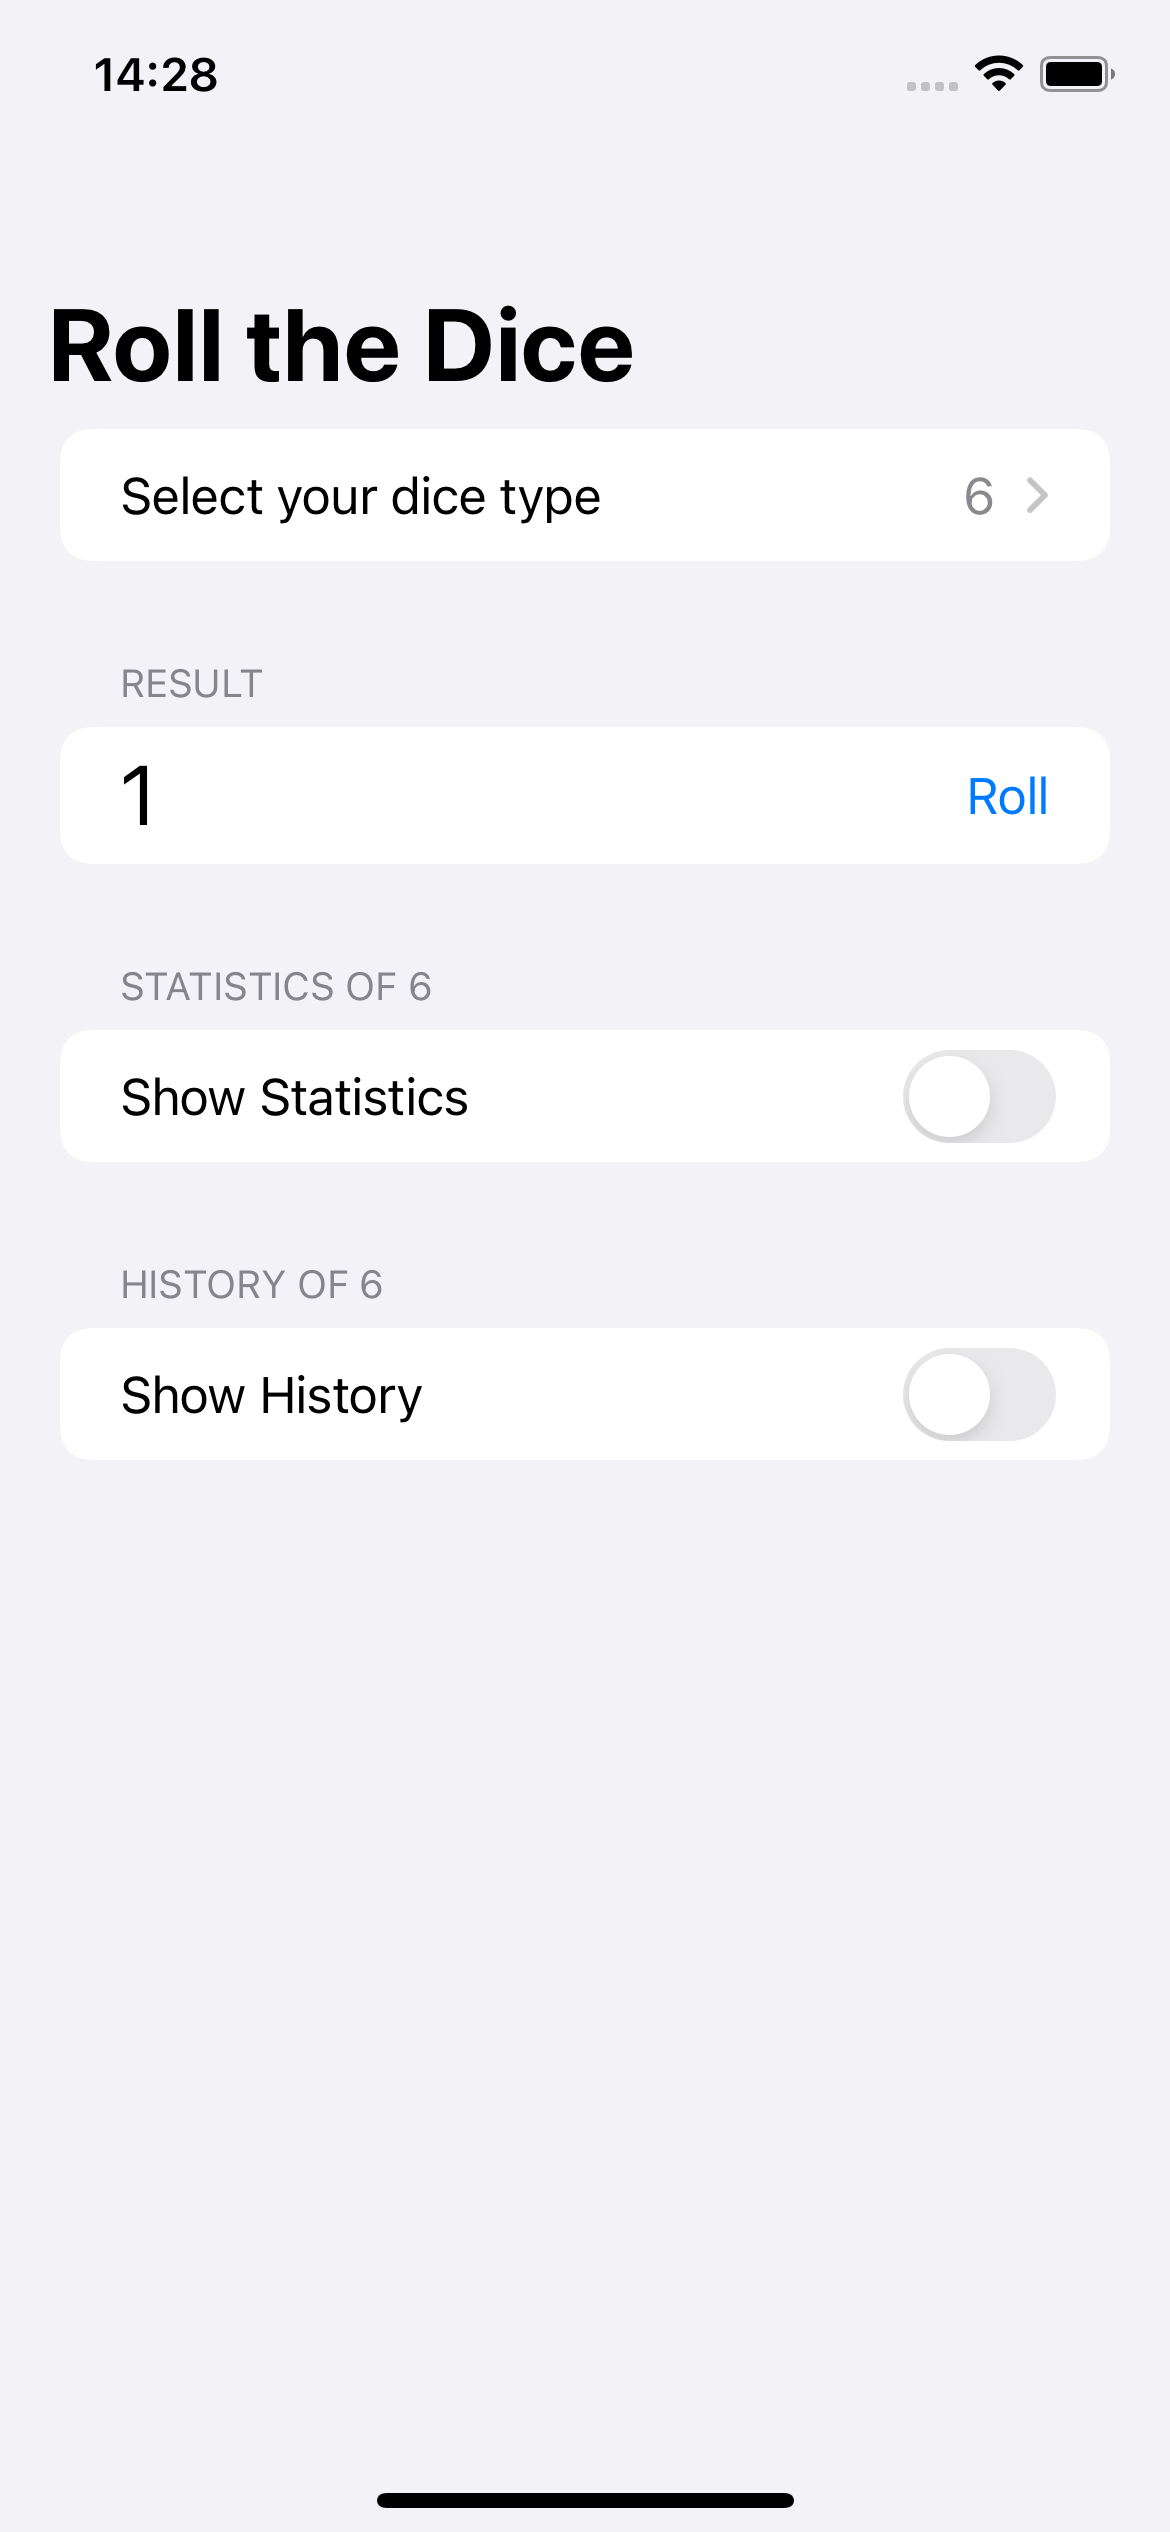 14:28
Roll the Dice
Select your dice type 6
RESULT
1 Roll
STATISTICS OF 6
Show Statistics
HISTORY OF 6
Show History